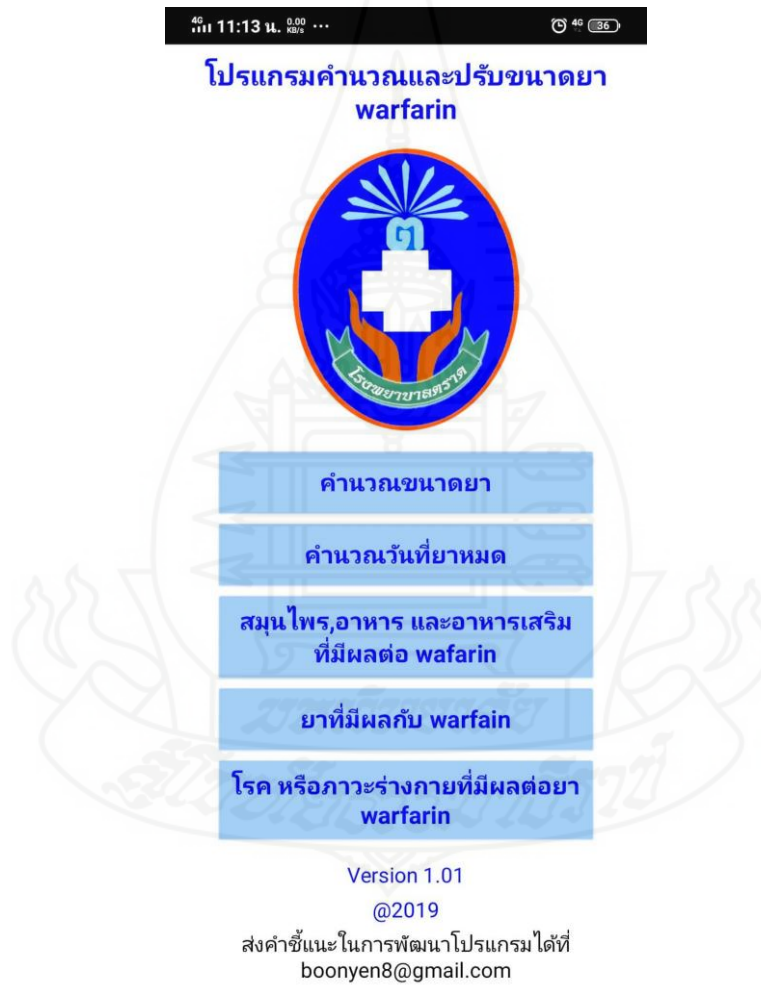 4G 11:13 น. 0.00 KB/s ··· 4G 36
โปรแกรมคำนวณและปรับขนาดยา
warfarin
ต
โรงพยาบาลตราด
คำนวณขนาดยา
คำนวณวันที่ยาหมด
สมุนไพร,อาหาร และอาหารเสริม
ที่มีผลต่อ wafarin
ยาที่มีผลกับ warfain
โรค หรือภาวะร่างกายที่มีผลต่อยา
warfarin
Version 1.01
@2019
ส่งคำชี้แนะในการพัฒนาโปรแกรมได้ที่
boonyen8@gmail.com